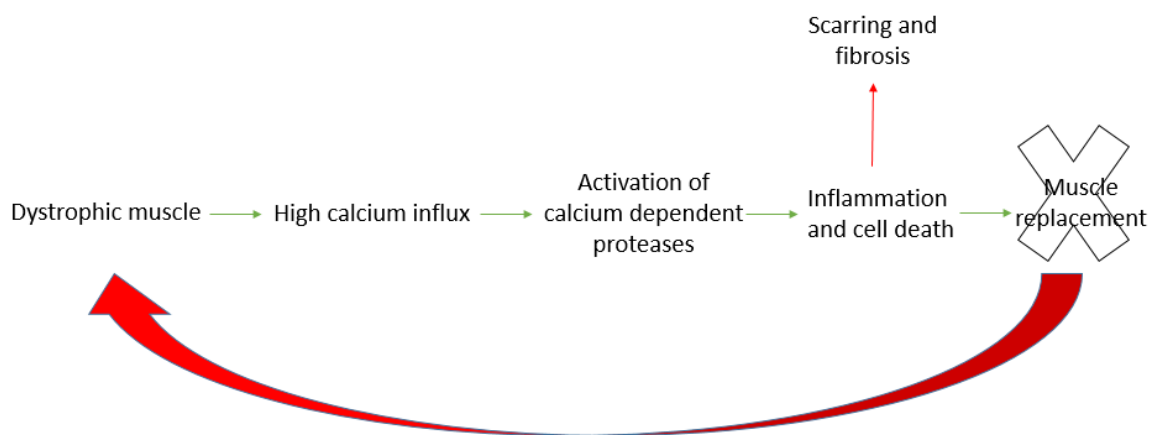 Scarring and
fibrosis
Dystrophic muscle
High calcium influx
Activation of
calcium dependent
proteases
Inflammation
and cell death
Muscle
replacement